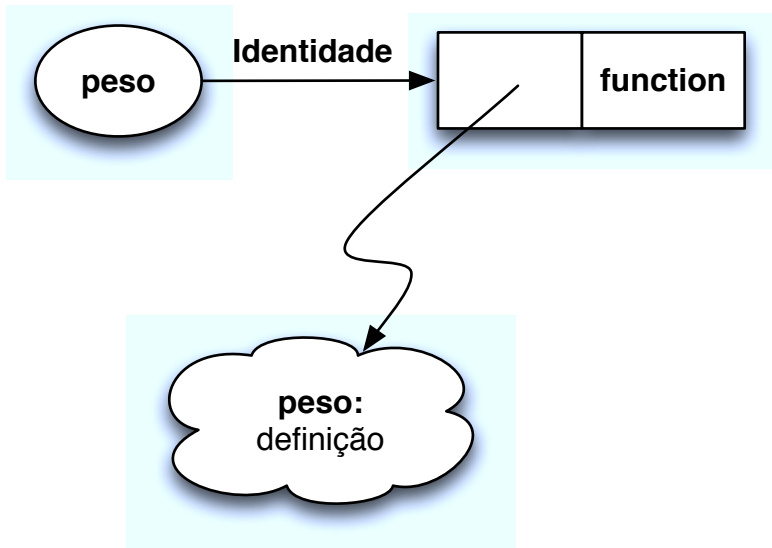 peso
Identidade
function
peso:
definição